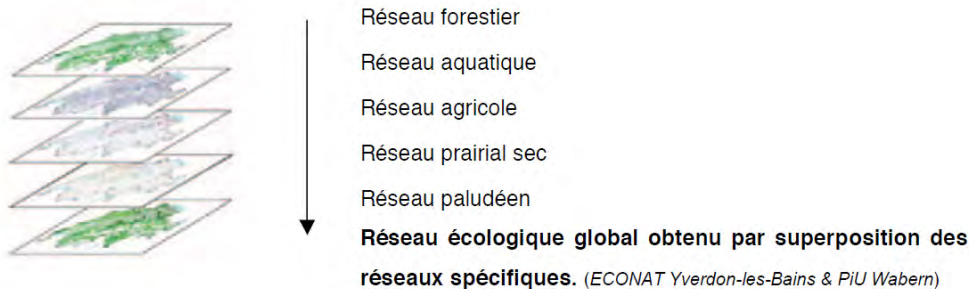 Réseau forestier
Réseau aquatique
Réseau agricole
Réseau prairial sec
Réseau paludéen
Réseau écologique global obtenu par superposition des
réseaux spécifiques. (ECONAT Yverdon-les-Bains & PiU Wabern)